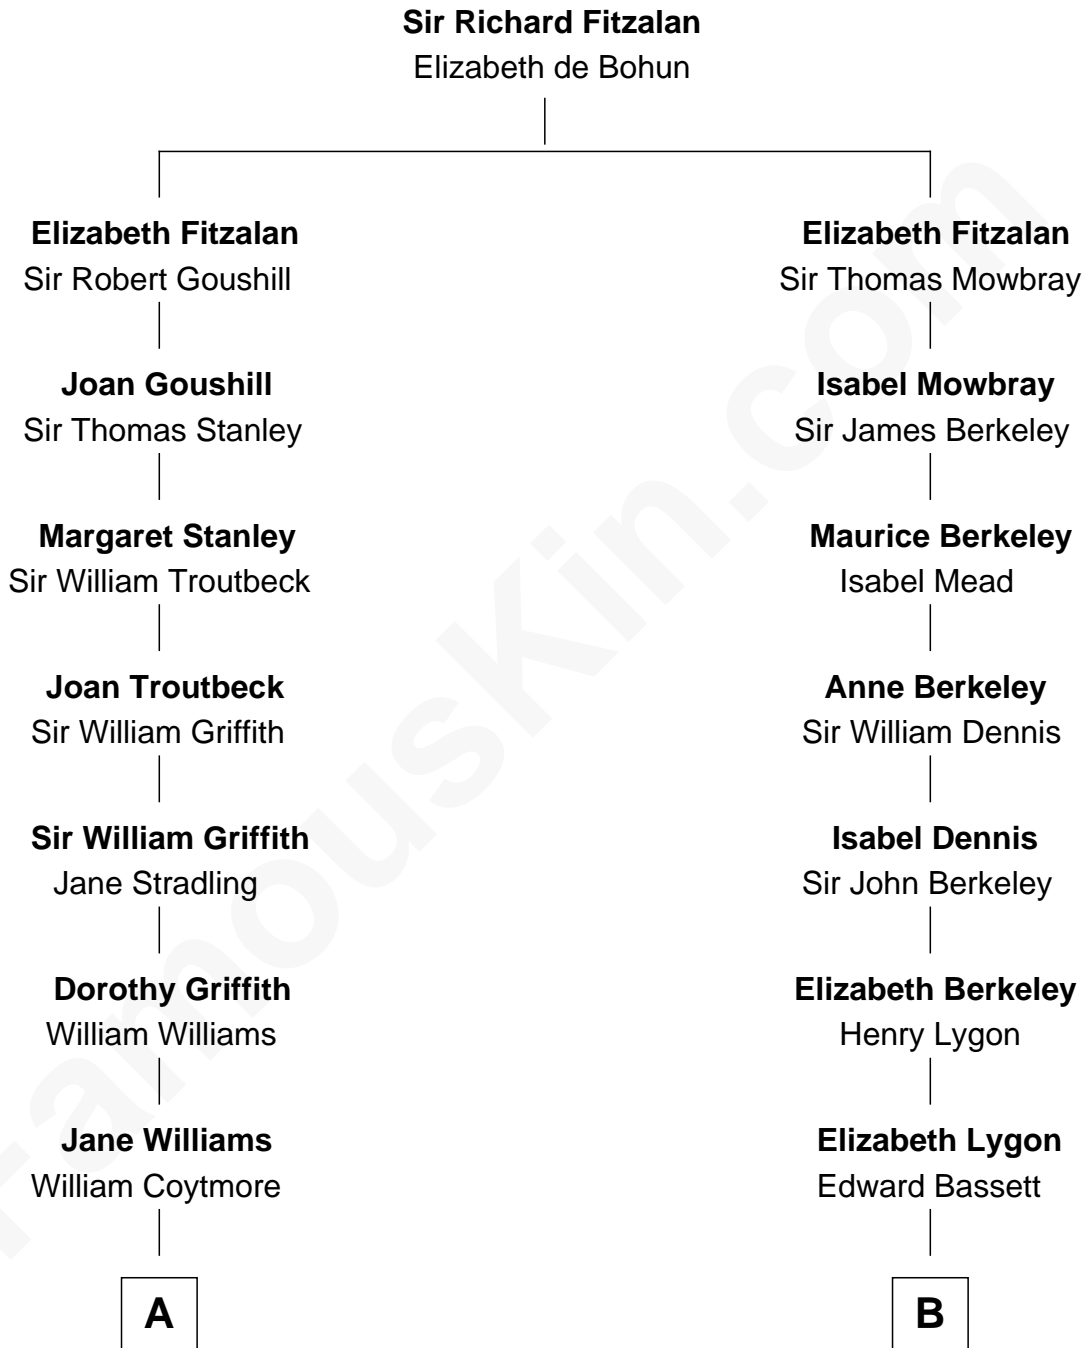 Sir Richard Fitzalan
Elizabeth de Bohun
Elizabeth Fitzalan
Sir Robert Goushill
Elizabeth Fitzalan
Sir Thomas Mowbray
Joan Goushill
Sir Thomas Stanley
Isabel Mowbray
Sir James Berkeley
Margaret Stanley
Sir William Troutbeck
Maurice Berkeley
Isabel Mead
Joan Troutbeck
Sir William Griffith
Anne Berkeley
Sir William Dennis
Sir William Griffith
Jane Stradling
Isabel Dennis
Sir John Berkeley
Dorothy Griffith
William Williams
Elizabeth Berkeley
Henry Lygon
Jane Williams
William Coytmore
Elizabeth Lygon
Edward Bassett
A
B
FamousKin.com